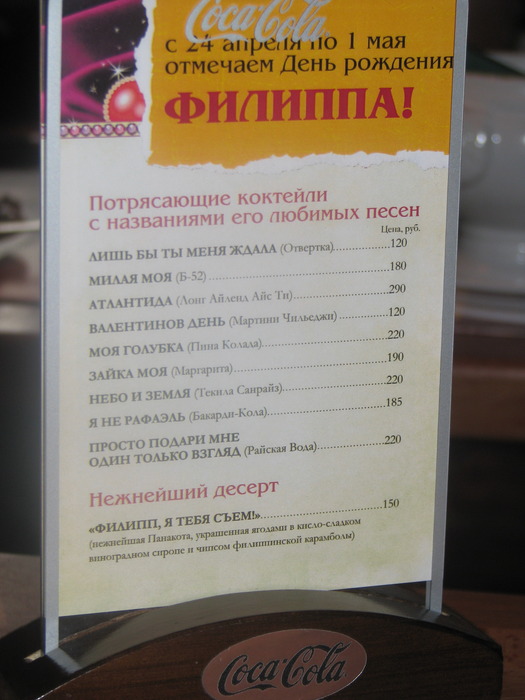 Coca-Cola
с 24 апреля по 1 мая
отмечаем День рождения
ФИЛИППА!
Потрясающие коктейли
с названиями его любимых песен
Цена, руб.
ЛИШЬ БЫ ТЫ МЕНЯ ЖДАЛА (Отвертка)..................120
МИЛАЯ МОЯ (Б-52) ..................180
АТЛАНТИДА (Лонг Айленд Айс Ти)..................290
ВАЛЕНТИНОВ ДЕНЬ (Мартини Чильеджи)..................120
МОЯ ГОЛУБКА (Пина Колада)..................220
ЗАЙКА МОЯ (Маргарита)..................190
НЕБО И ЗЕМЛЯ (Текила Санрайз)..................220
Я НЕ РАФАЭЛЬ (Бакарди-Кола)..................185
ПРОСТО ПОДАРИ МНЕ
ОДИН ТОЛЬКО ВЗГЛЯД (Райская Вода)..................220
Нежнейший десерт
«ФИЛИПП, Я ТЕБЯ СЪЕМ!»..................150
(нежнейшая Панакота, украшенная ягодами в кисло-сладком
виноградном сиропе и чипсом филиппинской карамболы)
Coca-Cola